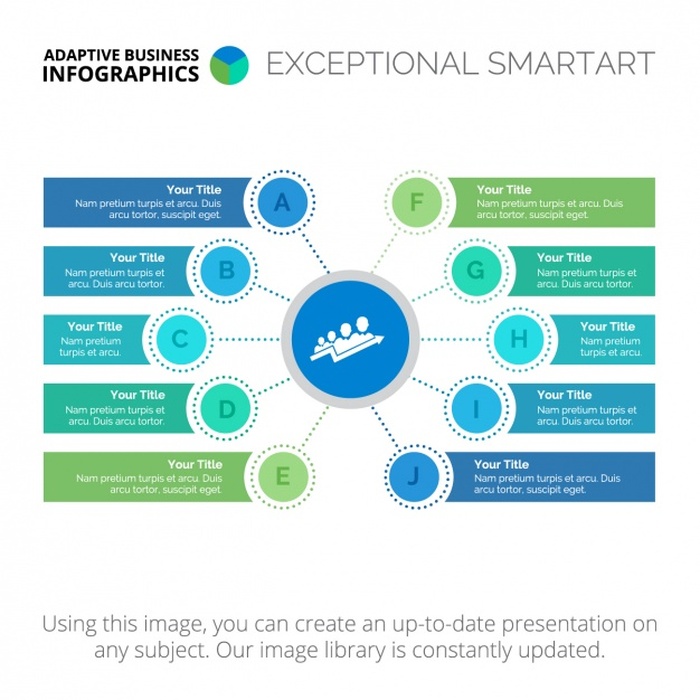 ADAPTIVE BUSINESS
INFOGRAPHICS
EXCEPTIONAL SMARTART
Your Title
Nam pretium turpis et arcu. Duis
arcu tortor, suscipit eget.
A
Your Title
Nam pretium turpis et
arcu. Duis arcu tortor.
B
Your Title
Nam pretium
turpis et arcu.
C
Your Title
Nam pretium turpis et
arcu. Duis arcu tortor.
D
Your Title
Nam pretium turpis et arcu. Duis
arcu tortor, suscipit eget.
E
F
Your Title
Nam pretium turpis et arcu. Duis
arcu tortor, suscipit eget.
G
Your Title
Nam pretium turpis et
arcu. Duis arcu tortor.
H
Your Title
Nam pretium
turpis et arcu.
I
Your Title
Nam pretium turpis et
arcu. Duis arcu tortor.
J
Your Title
Nam pretium turpis et arcu. Duis
arcu tortor, suscipit eget.
Using this image, you can create an up-to-date presentation on
any subject. Our image library is constantly updated.